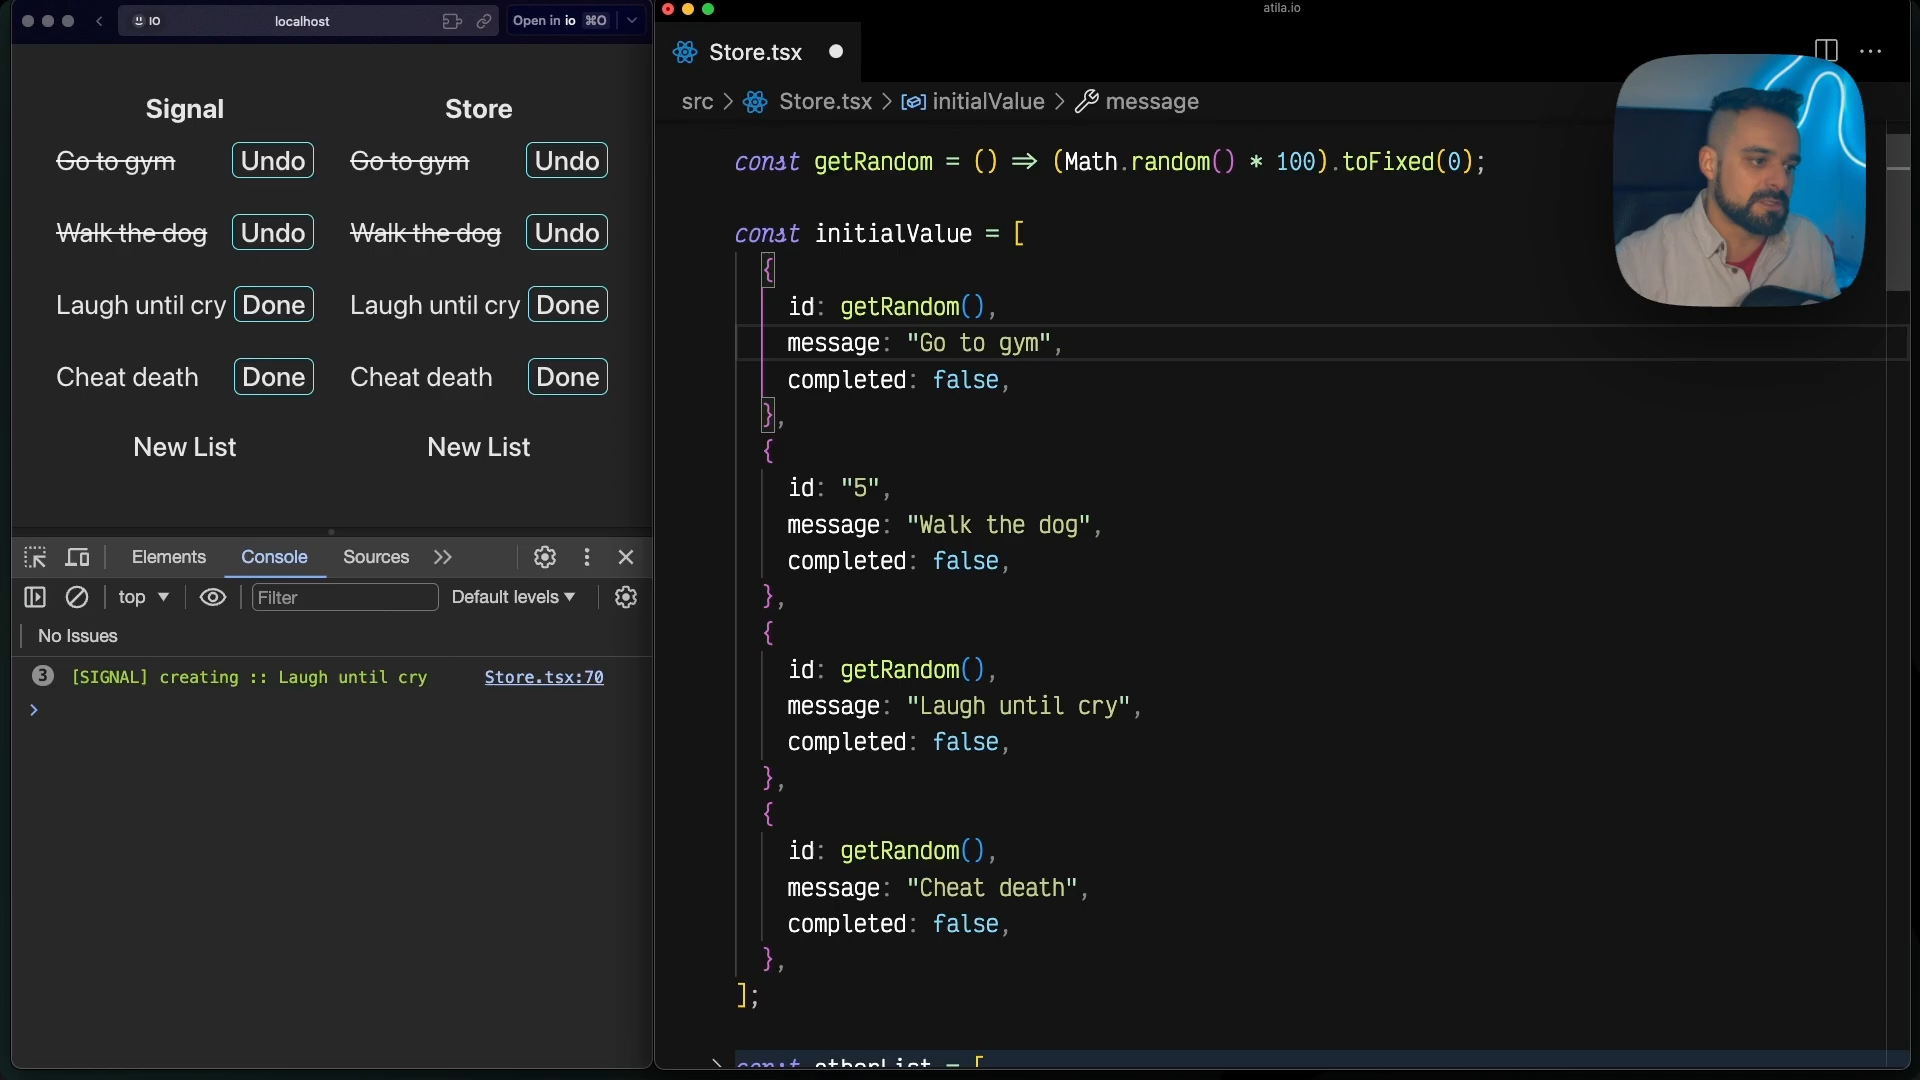 IO
localhost
Open in io ⌘O
atila.io
Signal
Store
Go to gym Undo Go to gym Undo
Walk the dog Undo Walk the dog Undo
Laugh until cry Done Laugh until cry Done
Cheat death Done Cheat death Done
New List New List
Elements Console Sources
top Filter Default levels
No Issues
3 [SIGNAL] creating :: Laugh until cry Store.tsx:70
Store.tsx
src > Store.tsx > initialValue > message
const getRandom = () => (Math.random() * 100).toFixed(0);
const initialValue = [
{
id: getRandom(),
message: "Go to gym",
completed: false,
},
{
id: "5",
message: "Walk the dog",
completed: false,
},
{
id: getRandom(),
message: "Laugh until cry",
completed: false,
},
{
id: getRandom(),
message: "Cheat death",
completed: false,
},
];
const otherList = [